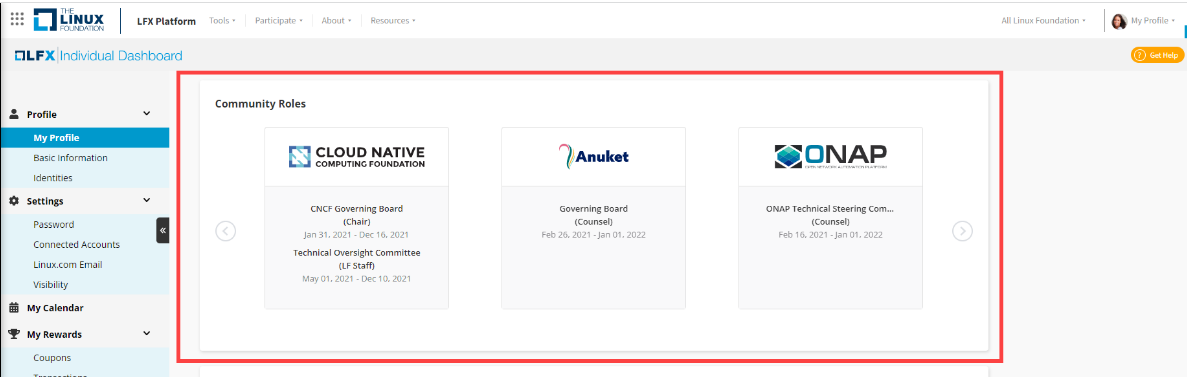 THE
LINUX
FOUNDATION
LFX Platform
Tools
Participate
About
Resources
All Linux Foundation
My Profile
LFX Individual Dashboard
? Get Help
Profile
My Profile
Basic Information
Identities
Settings
Password
Connected Accounts
Linux.com Email
Visibility
My Calendar
My Rewards
Coupons
Transactions
Community Roles
CLOUD NATIVE
COMPUTING FOUNDATION
CNCF Governing Board
(Chair)
Jan 31, 2021 - Dec 16, 2021
Technical Oversight Committee
(LF Staff)
May 01, 2021 - Dec 10, 2021
Anuket
Governing Board
(Counsel)
Feb 26, 2021 - Jan 01, 2022
ONAP
OPEN NETWORK AUTOMATION PLATFORM
ONAP Technical Steering Com...
(Counsel)
Feb 16, 2021 - Jan 01, 2022